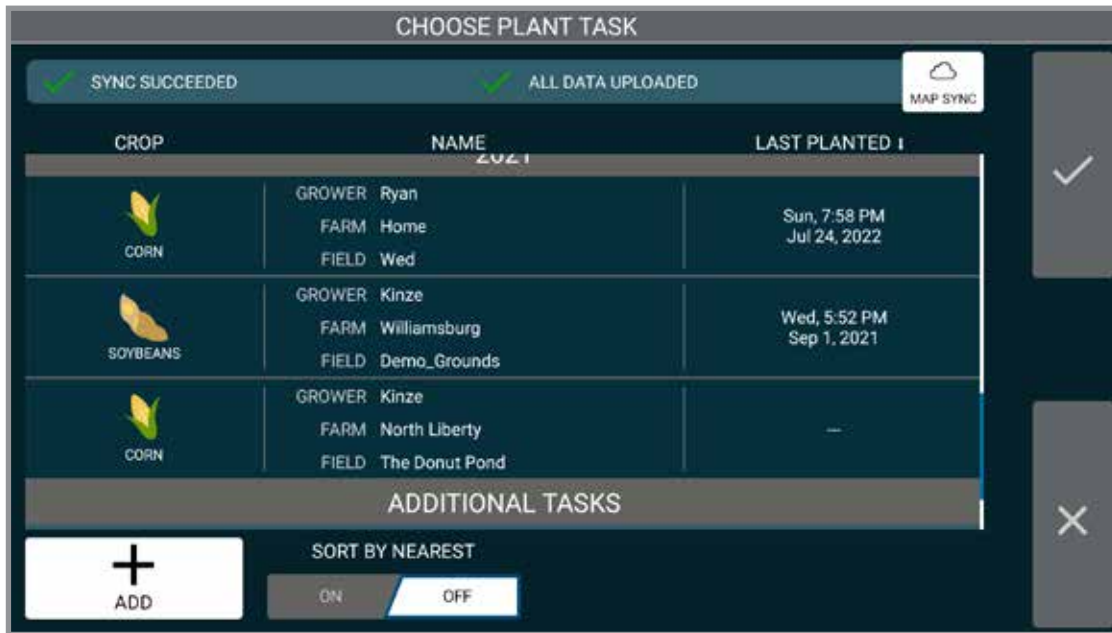 CHOOSE PLANT TASK
SYNC SUCCEEDED
ALL DATA UPLOADED
MAP SYNC
CROP
NAME
LAST PLANTED
2021
CORN
GROWER Ryan
FARM Home
FIELD Wed
Sun, 7:58 PM
Jul 24, 2022
SOYBEANS
GROWER Kinze
FARM Williamsburg
FIELD Demo_Grounds
Wed, 5:52 PM
Sep 1, 2021
CORN
GROWER Kinze
FARM North Liberty
FIELD The Donut Pond
---
ADDITIONAL TASKS
ADD
SORT BY NEAREST
ON
OFF